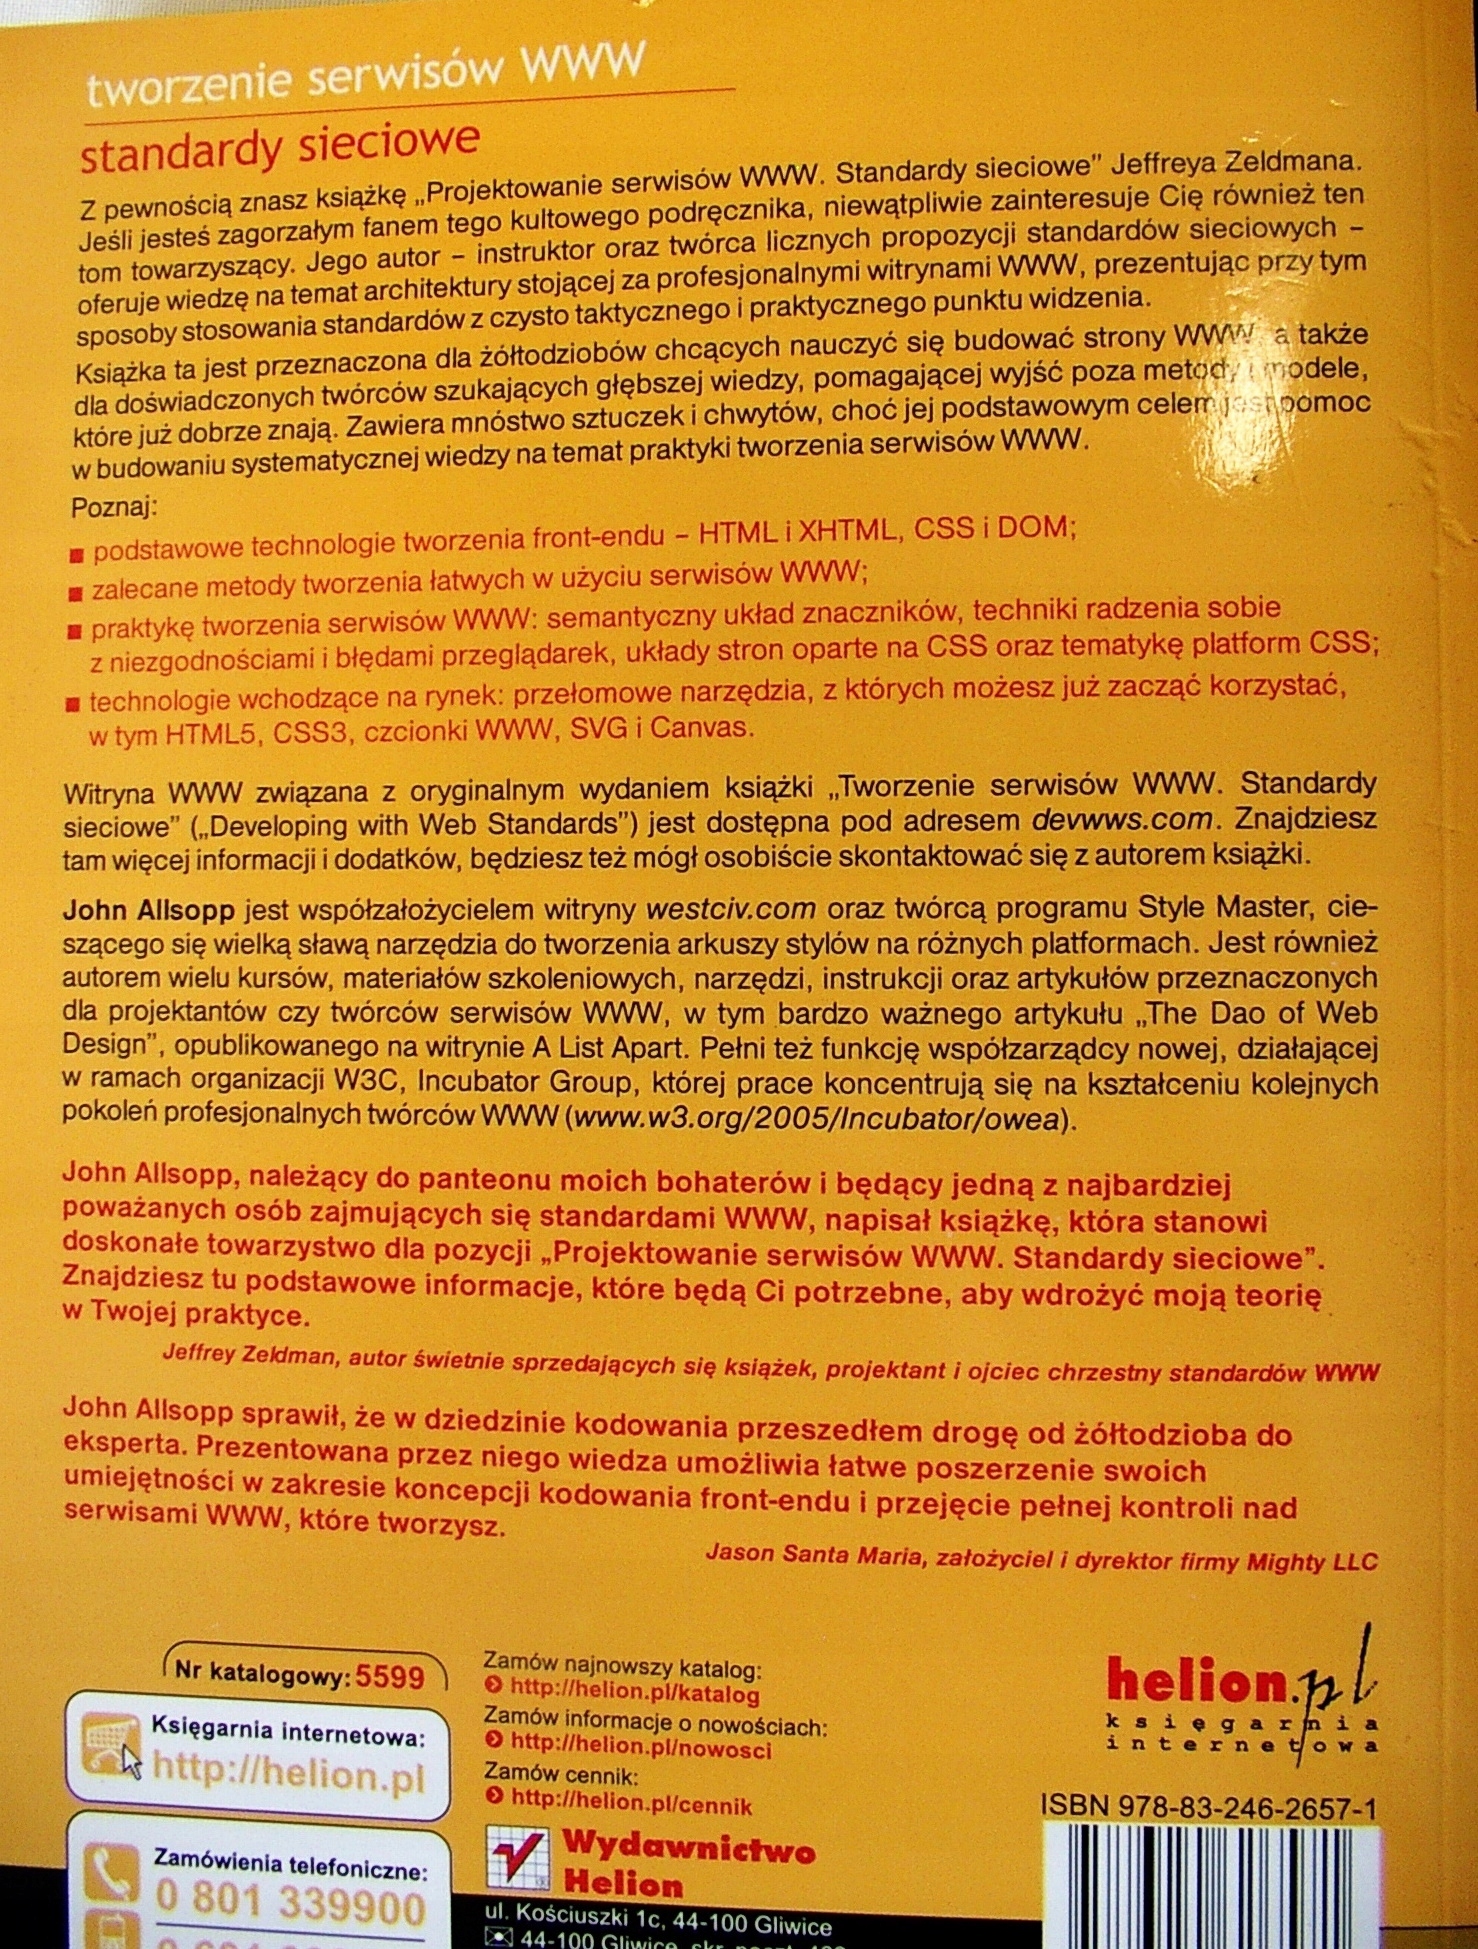 tworzenie serwisów WWW
standardy sieciowe
Z pewnością znasz książkę „Projektowanie serwisów WWW. Standardy sieciowe” Jeffreya Zeldmana.
Jeśli jesteś zagorzałym fanem tego kultowego podręcznika, niewątpliwie zainteresuje Cię również ten
tom towarzyszący. Jego autor – instruktor oraz twórca licznych propozycji standardów sieciowych –
oferuje wiedzę na temat architektury stojącej za profesjonalnymi witrynami WWW, prezentując przy tym
sposoby stosowania standardów z czysto taktycznego i praktycznego punktu widzenia.
Książka ta jest przeznaczona dla żółtodziobów chcących nauczyć się budować strony WWW, a także
dla doświadczonych twórców szukających głębszej wiedzy, pomagającej wyjść poza metody i modele,
które już dobrze znają. Zawiera mnóstwo sztuczek i chwytów, choć jej podstawowym celem jest pomoc
w budowaniu systematycznej wiedzy na temat praktyki tworzenia serwisów WWW.
Poznaj:
■ podstawowe technologie tworzenia front-endu – HTML i XHTML, CSS i DOM;
■ zalecane metody tworzenia łatwych w użyciu serwisów WWW;
■ praktykę tworzenia serwisów WWW: semantyczny układ znaczników, techniki radzenia sobie
z niezgodnościami i błędami przeglądarek, układy stron oparte na CSS oraz tematykę platform CSS;
■ technologie wchodzące na rynek: przełomowe narzędzia, z których możesz już zacząć korzystać,
w tym HTML5, CSS3, czcionki WWW, SVG i Canvas.
Witryna WWW związana z oryginalnym wydaniem książki „Tworzenie serwisów WWW. Standardy
sieciowe” („Developing with Web Standards”) jest dostępna pod adresem devwws.com. Znajdziesz
tam więcej informacji i dodatków, będziesz też mógł osobiście skontaktować się z autorem książki.
John Allsopp jest współzałożycielem witryny westciv.com oraz twórcą programu Style Master, cie-
szącego się wielką sławą narzędzia do tworzenia arkuszy stylów na różnych platformach. Jest również
autorem wielu kursów, materiałów szkoleniowych, narzędzi, instrukcji oraz artykułów przeznaczonych
dla projektantów czy twórców serwisów WWW, w tym bardzo ważnego artykułu „The Dao of Web
Design”, opublikowanego na witrynie A List Apart. Pełni też funkcję współzarządcy nowej, działającej
w ramach organizacji W3C, Incubator Group, której prace koncentrują się na kształceniu kolejnych
pokoleń profesjonalnych twórców WWW (www.w3.org/2005/Incubator/owea).
John Allsopp, należący do panteonu moich bohaterów i będący jedną z najbardziej
poważanych osób zajmujących się standardami WWW, napisał książkę, która stanowi
doskonałe towarzystwo dla pozycji „Projektowanie serwisów WWW. Standardy sieciowe”.
Znajdziesz tu podstawowe informacje, które będą Ci potrzebne, aby wdrożyć moją teorię
w Twojej praktyce.
Jeffrey Zeldman, autor świetnie sprzedających się książek, projektant i ojciec chrzestny standardów WWW
John Allsopp sprawił, że w dziedzinie kodowania przeszedłem drogę od żółtodzioba do
eksperta. Prezentowana przez niego wiedza umożliwia łatwe poszerzenie swoich
umiejętności w zakresie koncepcji kodowania front-endu i przejęcie pełnej kontroli nad
serwisami WWW, które tworzysz.
Jason Santa Maria, założyciel i dyrektor firmy Mighty LLC
Nr katalogowy: 5599
Księgarnia internetowa:
http://helion.pl
Zamówienia telefoniczne:
0 801 339900
Zamów najnowszy katalog:
http://helion.pl/katalog
Zamów informacje o nowościach:
http://helion.pl/nowosci
Zamów cennik:
http://helion.pl/cennik
Wydawnictwo
Helion
ul. Kościuszki 1c, 44-100 Gliwice
44-100 Gliwice
helion.pl
księgarnia
internetowa
ISBN 978-83-246-2657-1